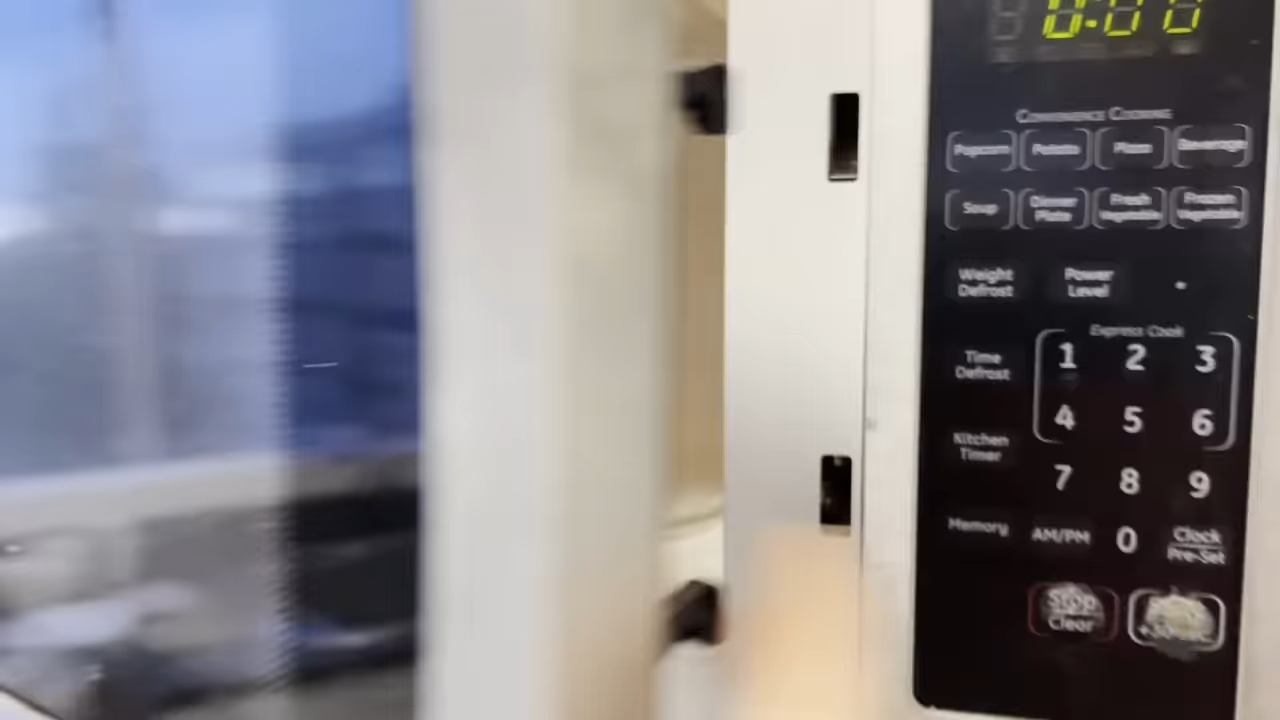 Convenience Cooking
Popcorn Potato Pizza Beverage
Soup Dinner Plate Fresh Vegetable Frozen Vegetable
Weight Defrost Power Level
Express Cook
Time Defrost 1 2 3
4 5 6
Kitchen Timer 7 8 9
Memory AM/PM 0 Clock Pre-Set
Stop Clear